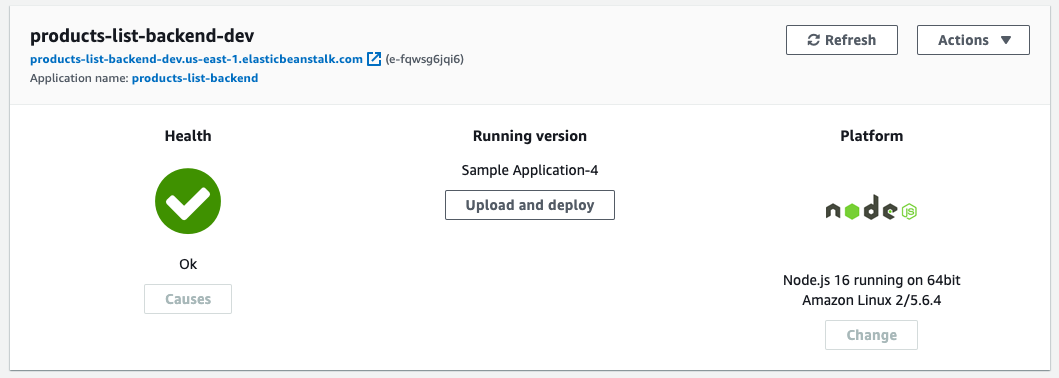 products-list-backend-dev
products-list-backend-dev.us-east-1.elasticbeanstalk.com (e-fqwsg6jqi6)
Application name: products-list-backend
Refresh
Actions
Health
Ok
Causes
Running version
Sample Application-4
Upload and deploy
Platform
node JS
Node.js 16 running on 64bit
Amazon Linux 2/5.6.4
Change